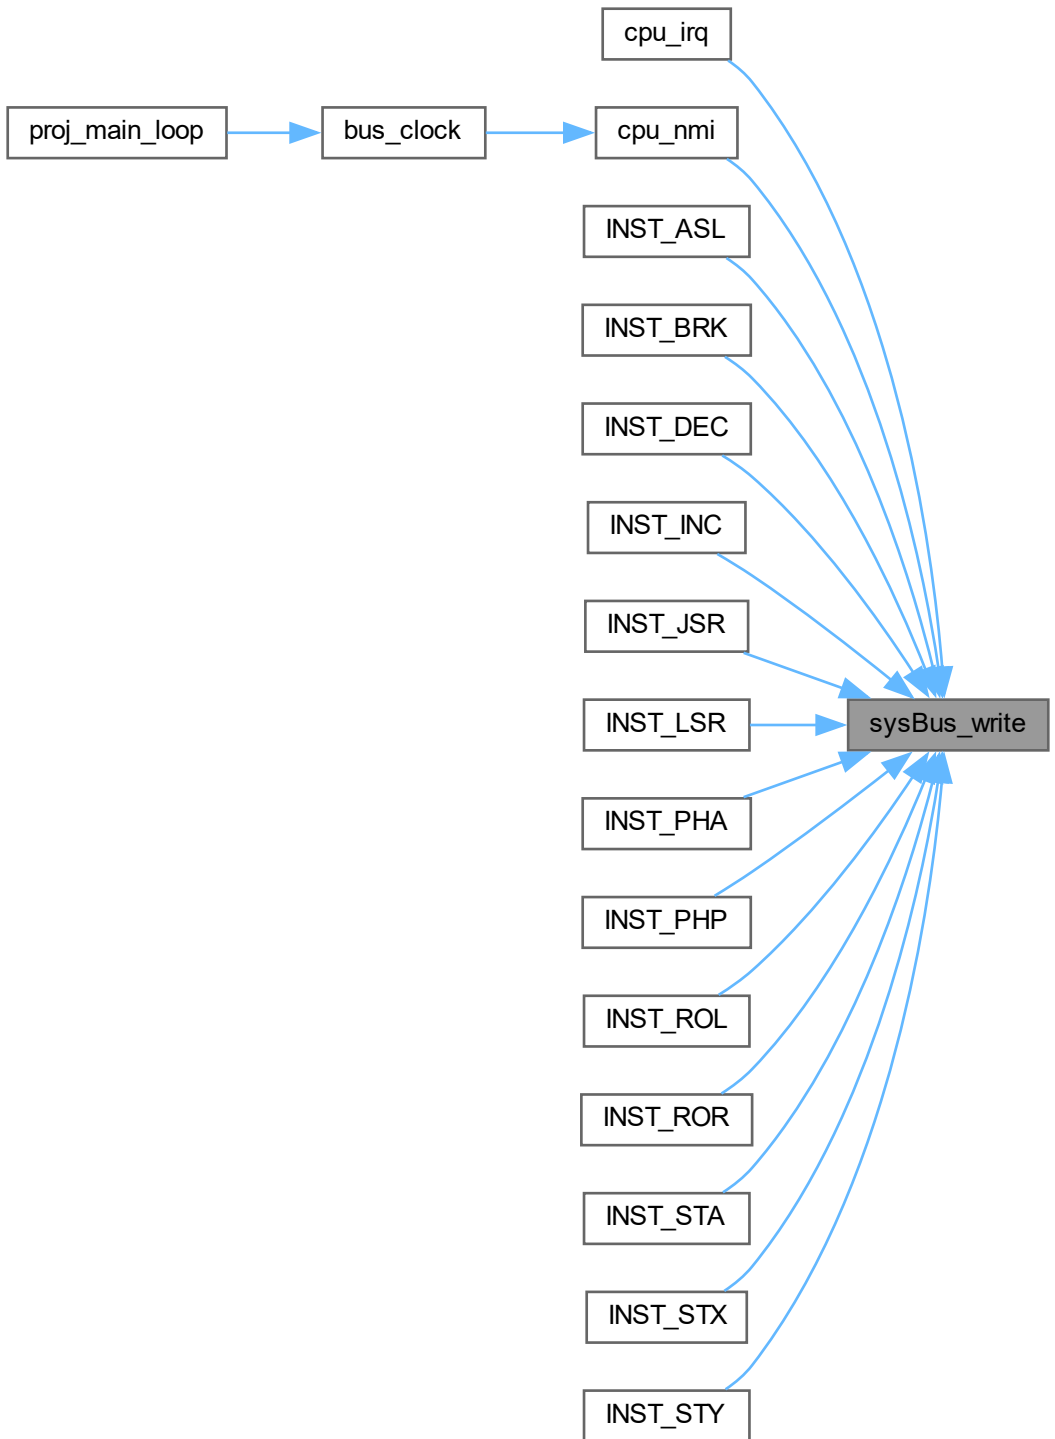 cpu_irq
proj_main_loop
bus_clock
cpu_nmi
INST_ASL
INST_BRK
INST_DEC
INST_INC
INST_JSR
INST_LSR
sysBus_write
INST_PHA
INST_PHP
INST_ROL
INST_ROR
INST_STA
INST_STX
INST_STY